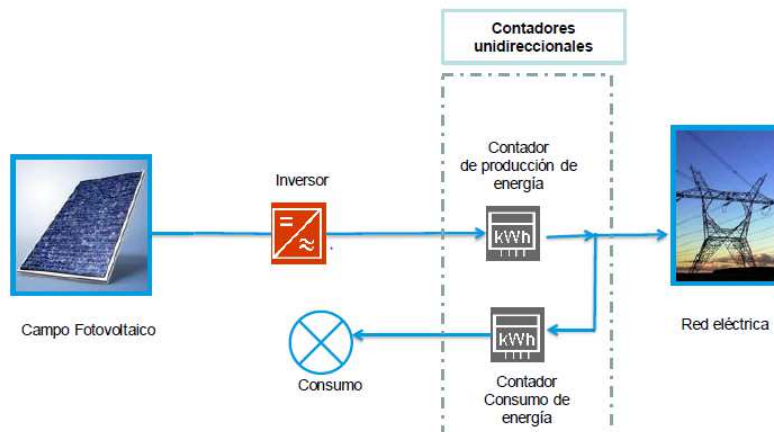 Contadores
unidireccionales
Contador
de producción de
energía
Inversor
kWh
Campo Fotovoltaico
Red eléctrica
kWh
Consumo
Contador
Consumo de
energía